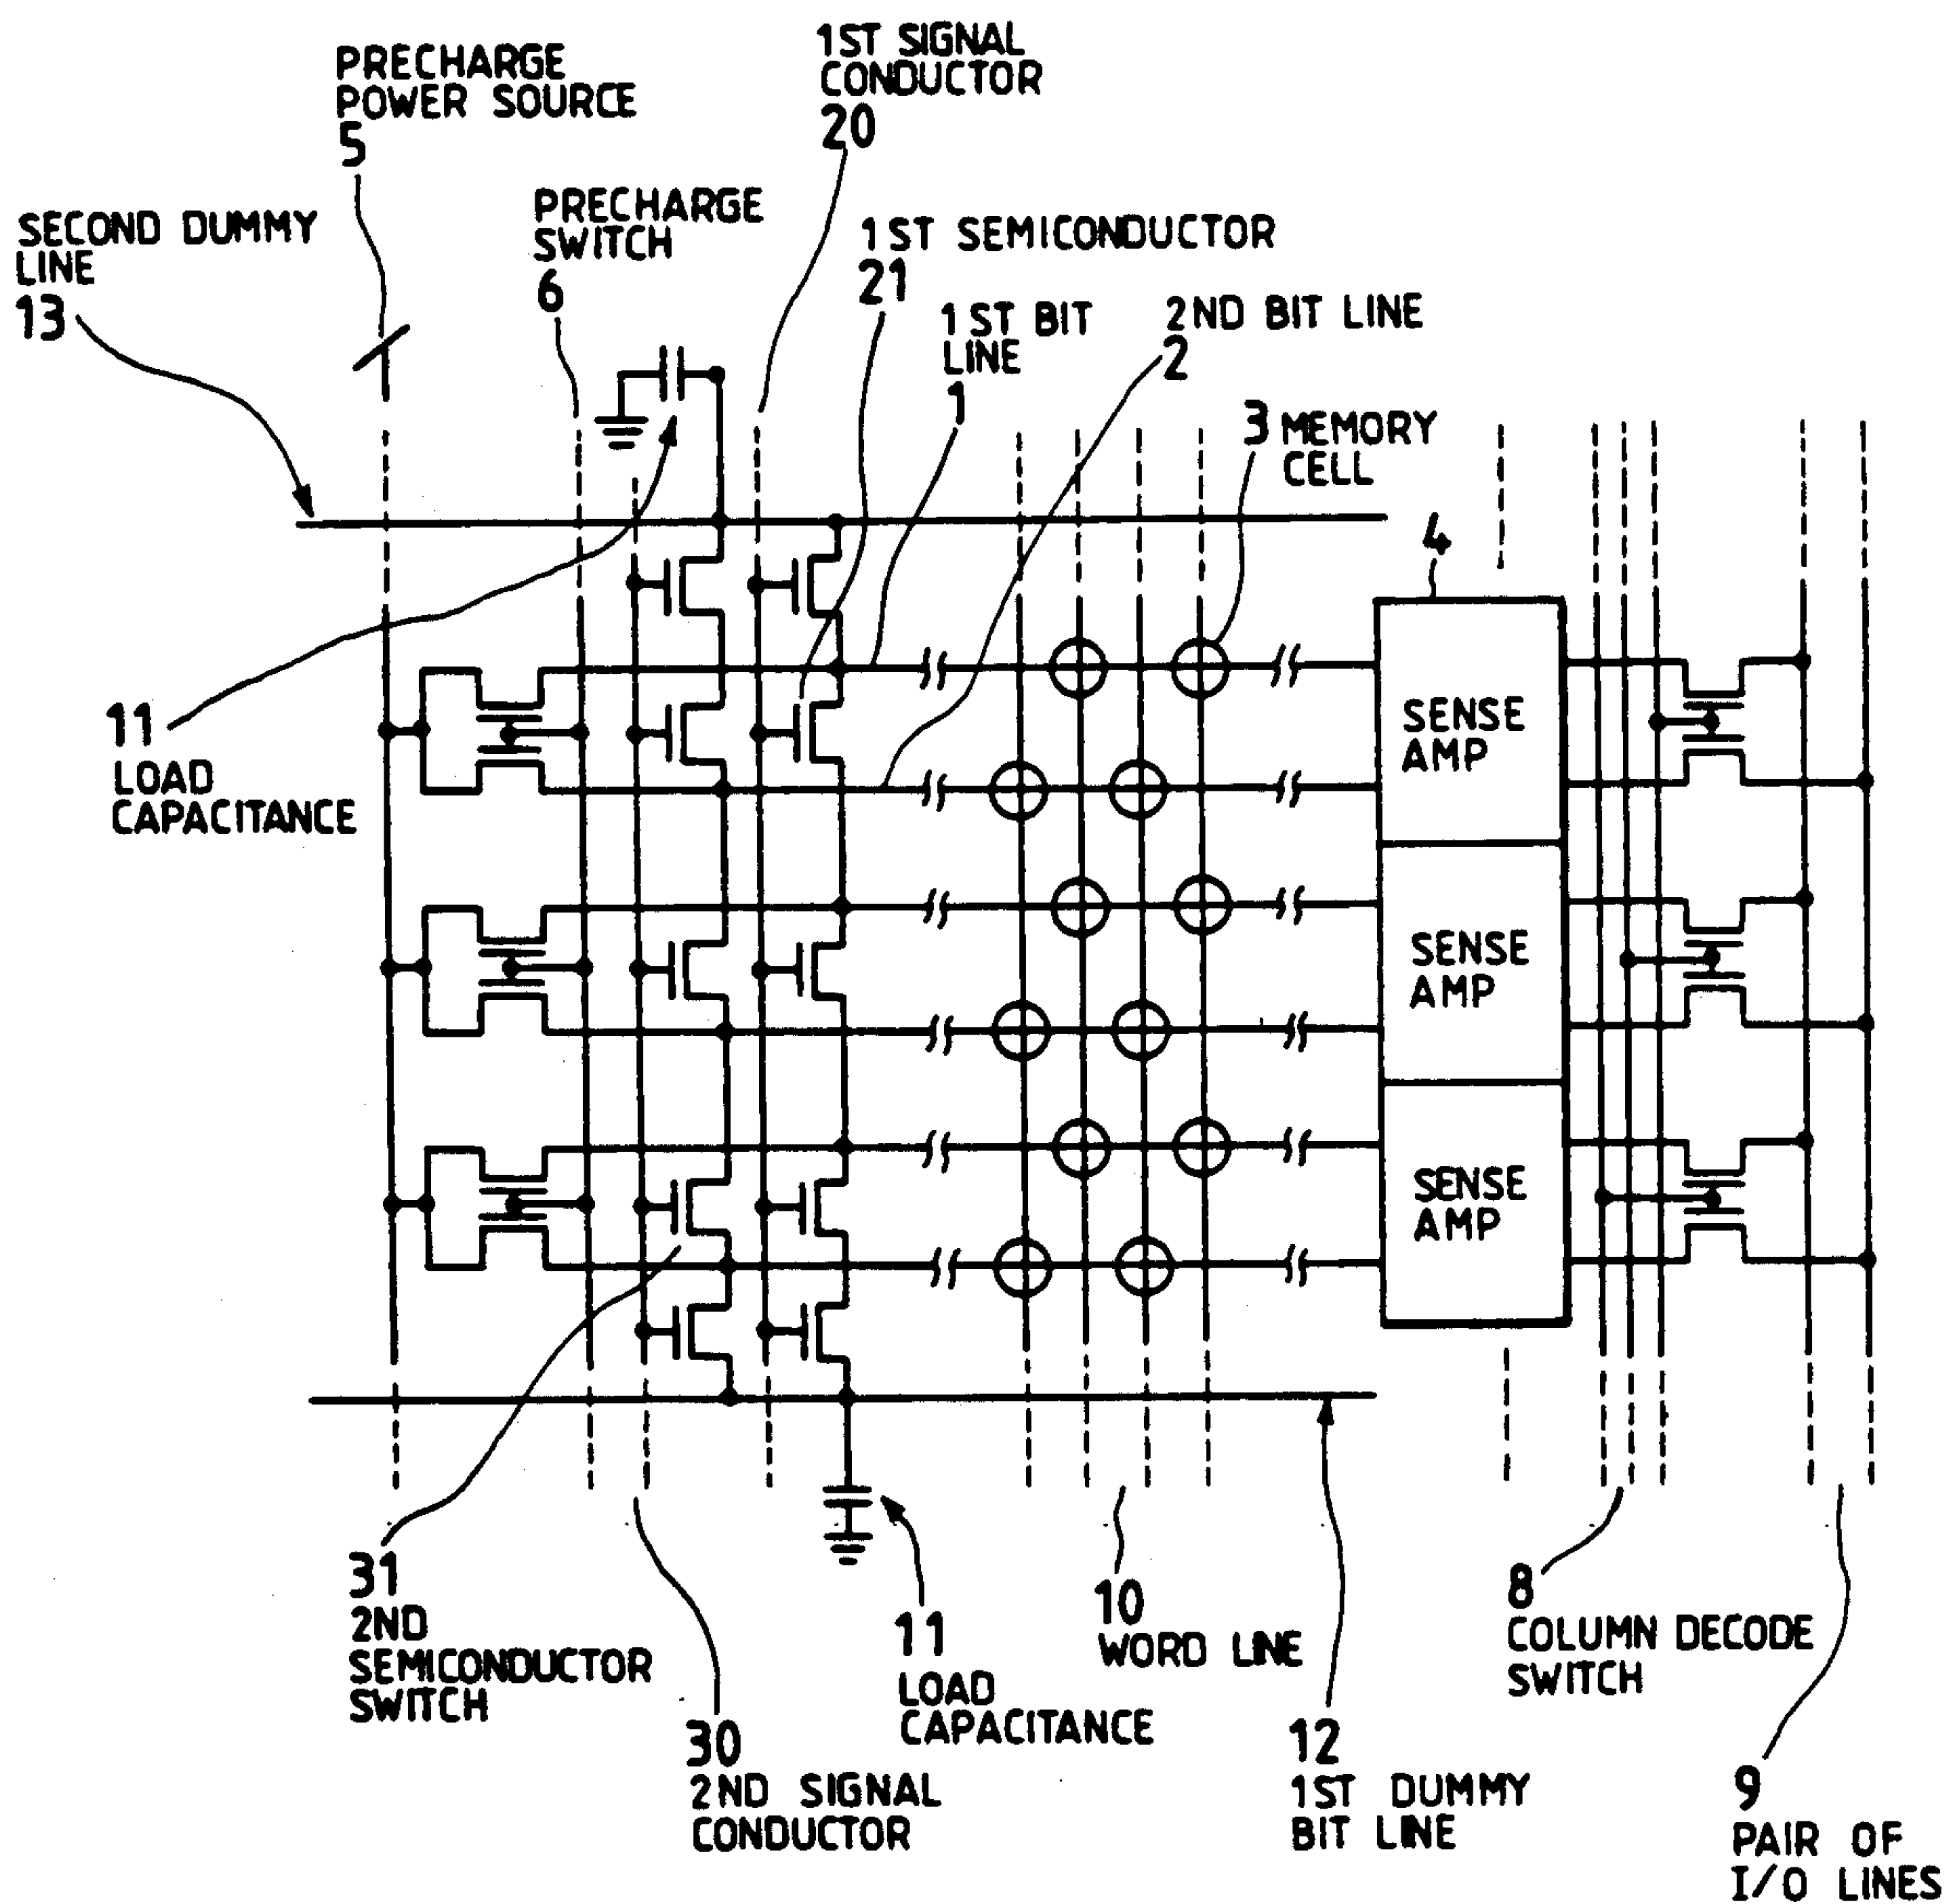 PRECHARGE
POWER SOURCE
5
1ST SIGNAL
CONDUCTOR
20
SECOND DUMMY
LINE
13
PRECHARGE
SWITCH
6
1ST SEMICONDUCTOR
21
1ST BIT
LINE
1
2ND BIT LINE
2
3 MEMORY
CELL
4
11
LOAD
CAPACITANCE
SENSE
AMP
SENSE
AMP
SENSE
AMP
31
2ND
SEMICONDUCTOR
SWITCH
30
2ND SIGNAL
CONDUCTOR
11
LOAD
CAPACITANCE
10
WORD LINE
12
1ST DUMMY
BIT LINE
8
COLUMN DECODE
SWITCH
9
PAIR OF
I/O LINES